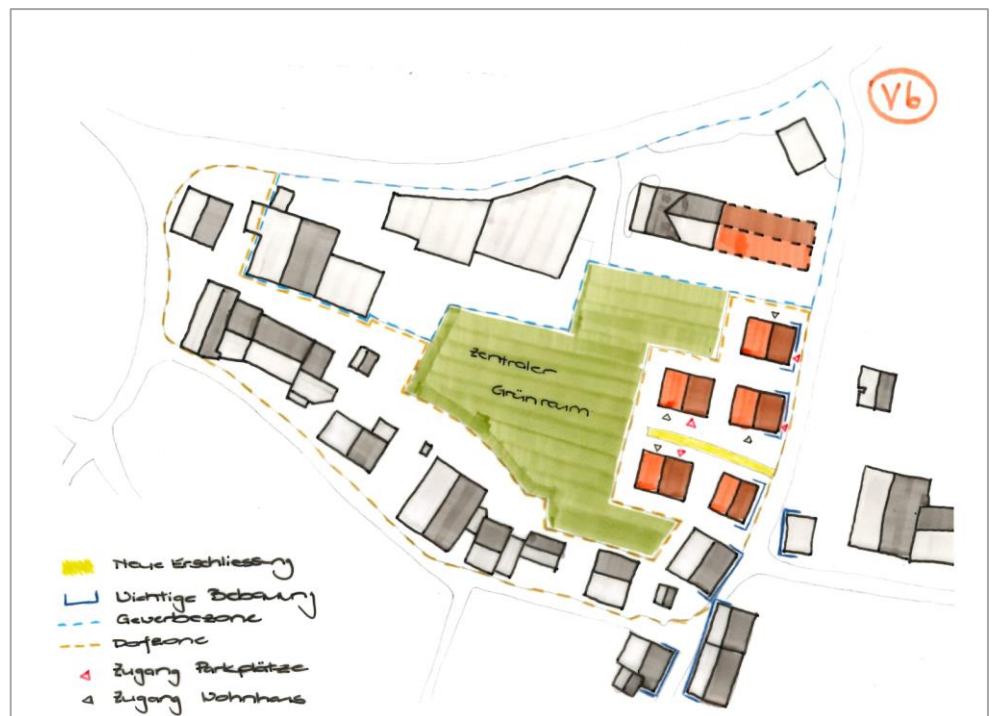 V6
Zentraler
Grünraum
Neue Erschliessung
Wichtige Bebauung
Gewerbezone
Dorfzone
Zugang Parkplätze
Zugang Wohnhaus